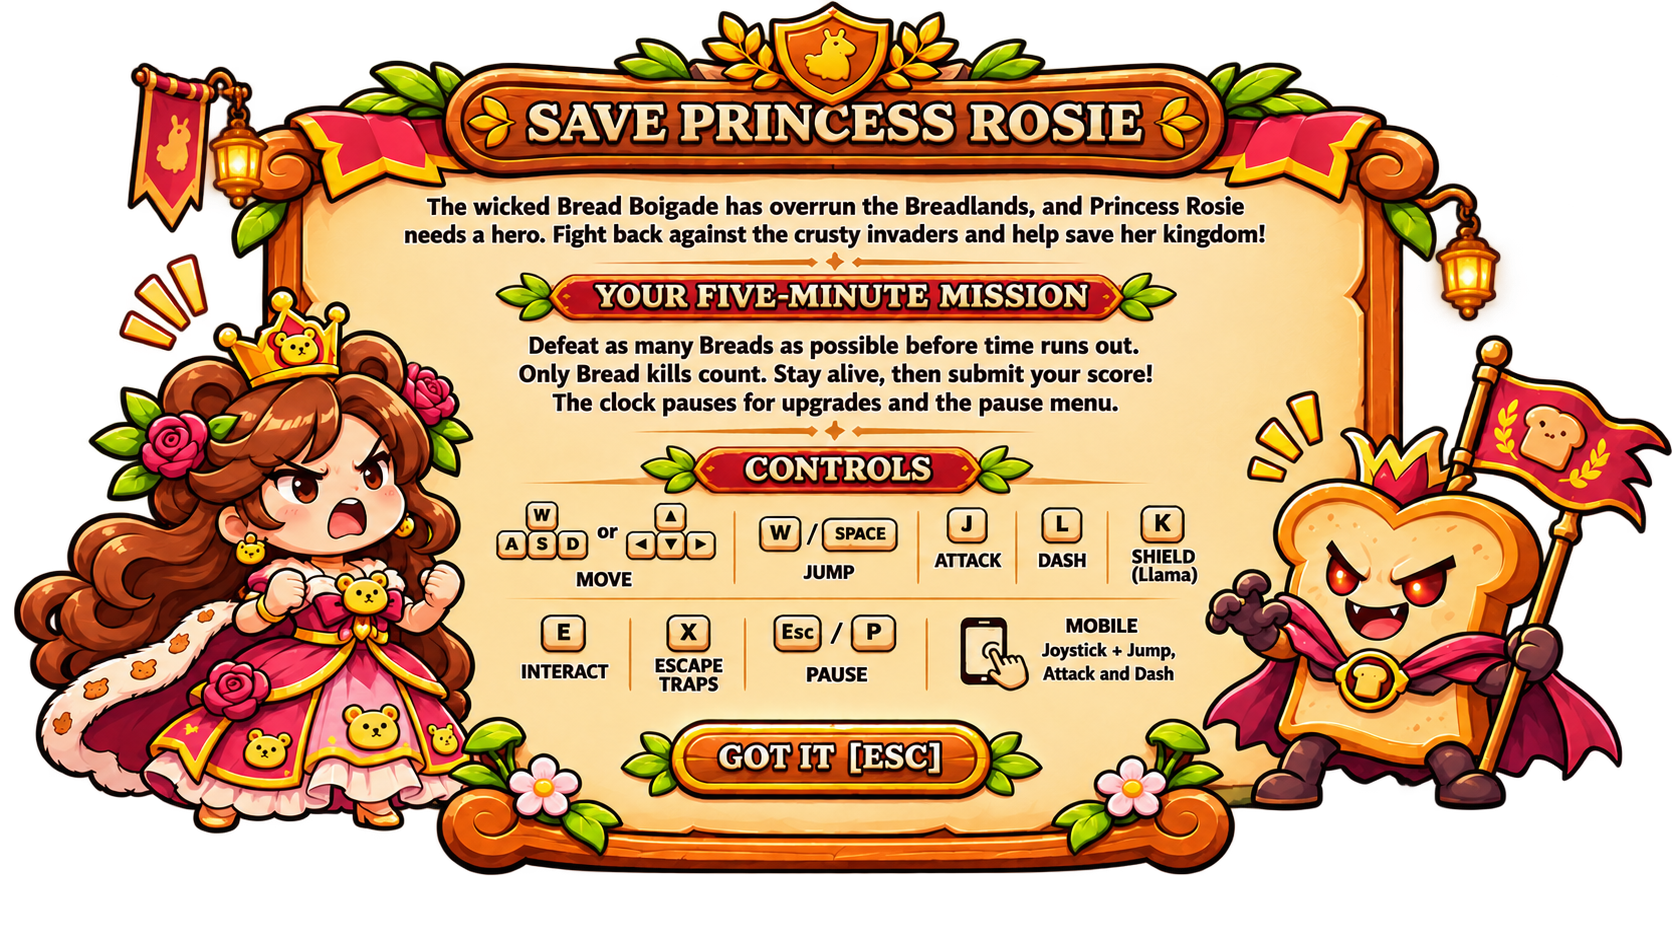 SAVE PRINCESS ROSIE
The wicked Bread Boigade has overrun the Breadlands, and Princess Rosie
needs a hero. Fight back against the crusty invaders and help save her kingdom!
YOUR FIVE-MINUTE MISSION
Defeat as many Breads as possible before time runs out.
Only Bread kills count. Stay alive, then submit your score!
The clock pauses for upgrades and the pause menu.
CONTROLS
W
A S D or ▲ ◄ ▼ ►
MOVE
W / SPACE
JUMP
J
ATTACK
L
DASH
K
SHIELD
(Llama)
E
INTERACT
X
ESCAPE
TRAPS
Esc / P
PAUSE
MOBILE
Joystick + Jump,
Attack and Dash
GOT IT [ESC]